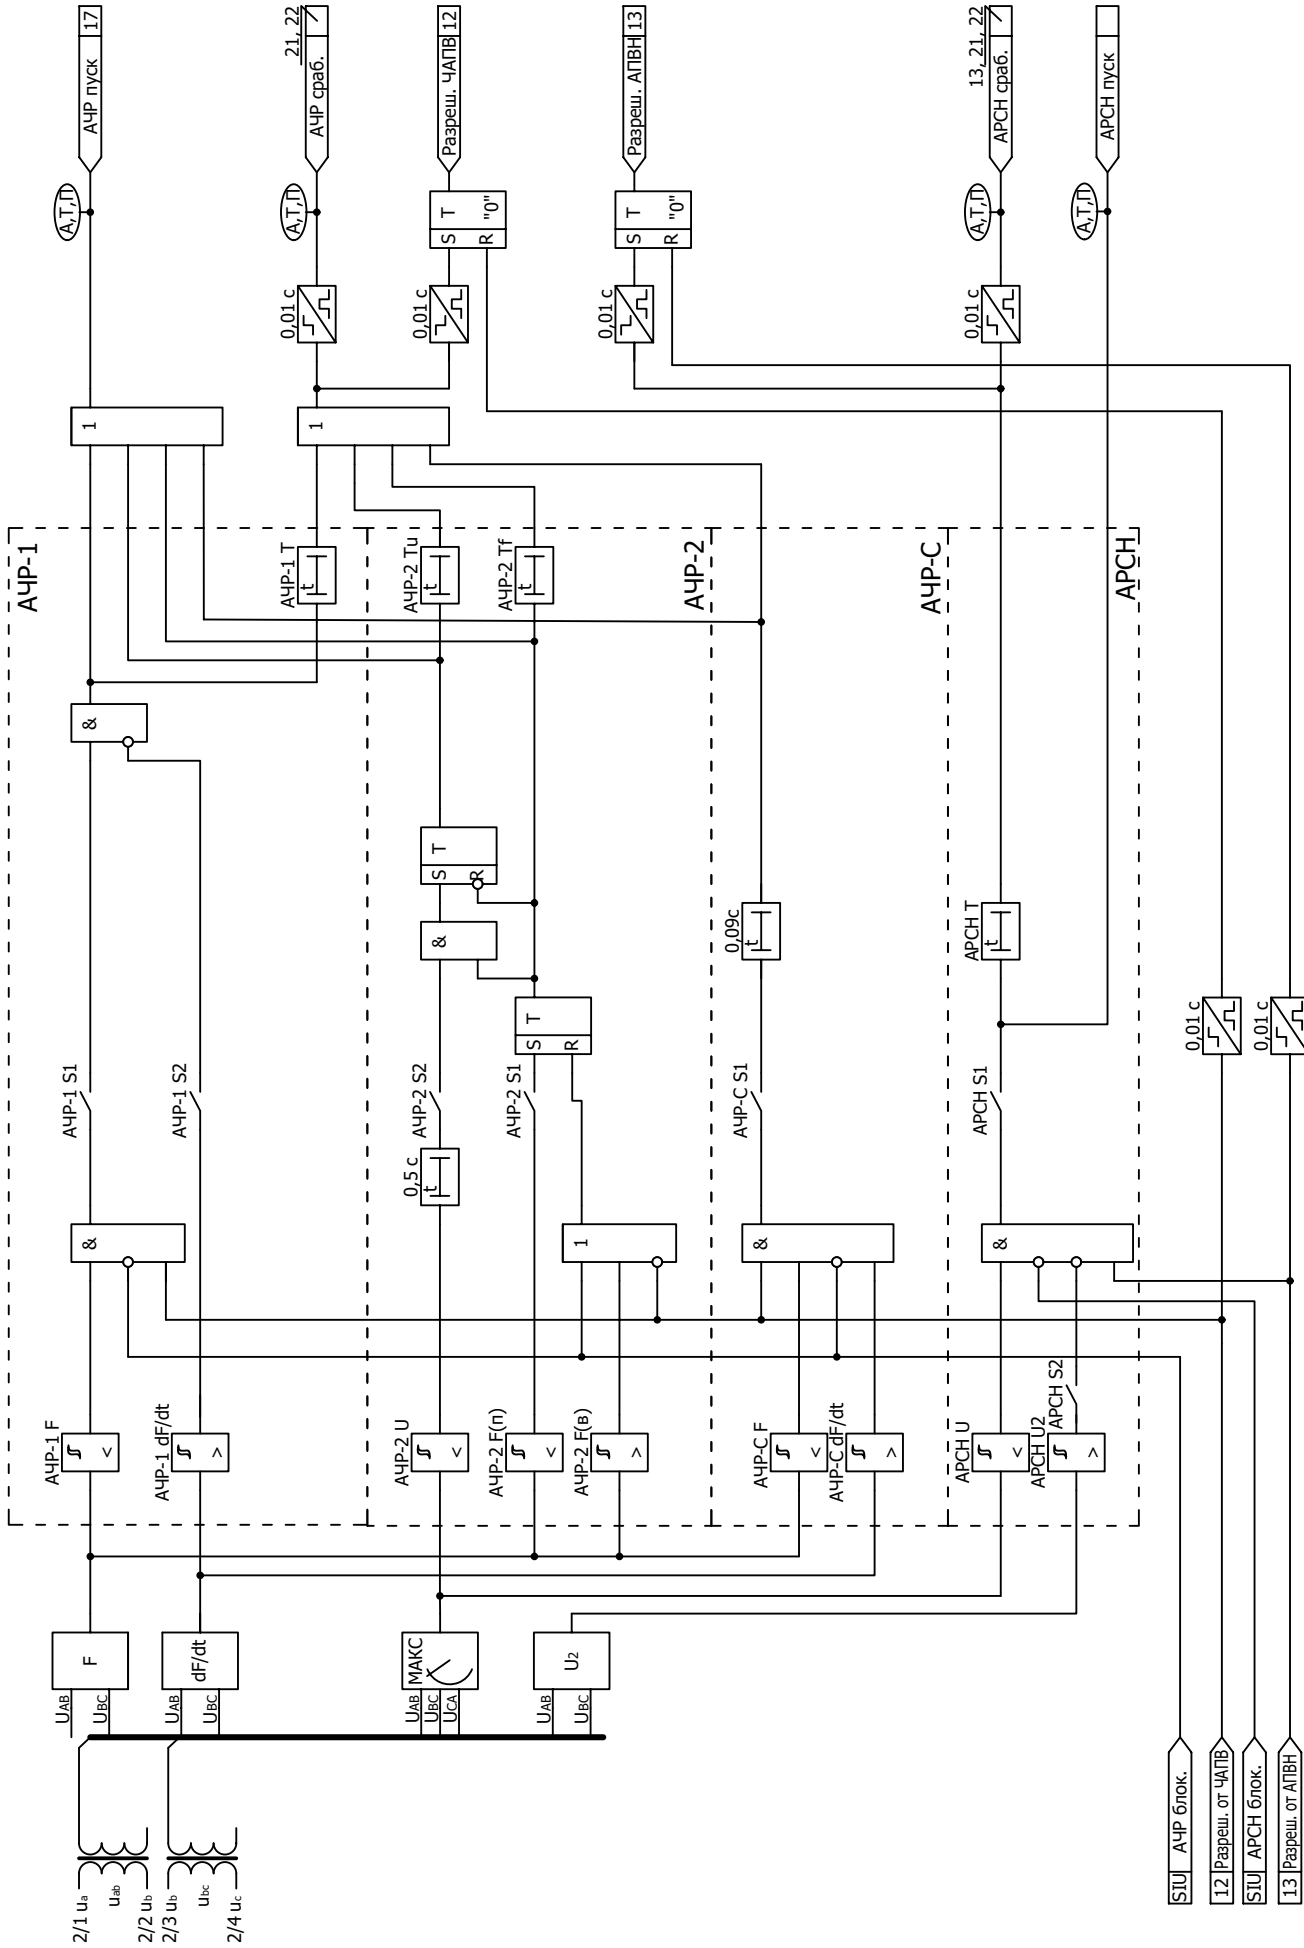 2/1 ua
uab
2/2 ub
2/3 ub
ubc
2/4 uc
UAB
UBC
F
UAB
UBC
dF/dt
UAB
UBC
UCA
МАКС
UAB
UBC
U2
АЧР-1
АЧР-1 F
<
АЧР-1 dF/dt
>
&
АЧР-1 S1
АЧР-1 S2
&
АЧР-1 T
t
1
А,Т,П
АЧР пуск
17
1
0,01 с
А,Т,П
АЧР сраб.
21, 22
АЧР-2
АЧР-2 U
<
АЧР-2 F(п)
<
АЧР-2 F(в)
>
0,5 с
t
АЧР-2 S2
АЧР-2 S1
1
S
T
R
&
S
T
R
АЧР-2 Tu
t
АЧР-2 Tf
t
0,01 с
S
T
R
"0"
Разреш. ЧАПВ
12
АЧР-С
АЧР-С F
<
АЧР-С dF/dt
>
&
АЧР-С S1
0,09с
t
0,01 с
S
T
R
"0"
Разреш. АПВН
13
АРСН
АРСН U
<
АРСН U2
>
АРСН S2
&
АРСН S1
АРСН T
t
0,01 с
А,Т,П
АРСН сраб.
13, 21, 22
А,Т,П
АРСН пуск
SIU
АЧР блок.
12
Разреш. от ЧАПВ
0,01 с
SIU
АРСН блок.
13
Разреш. от АПВН
0,01 с